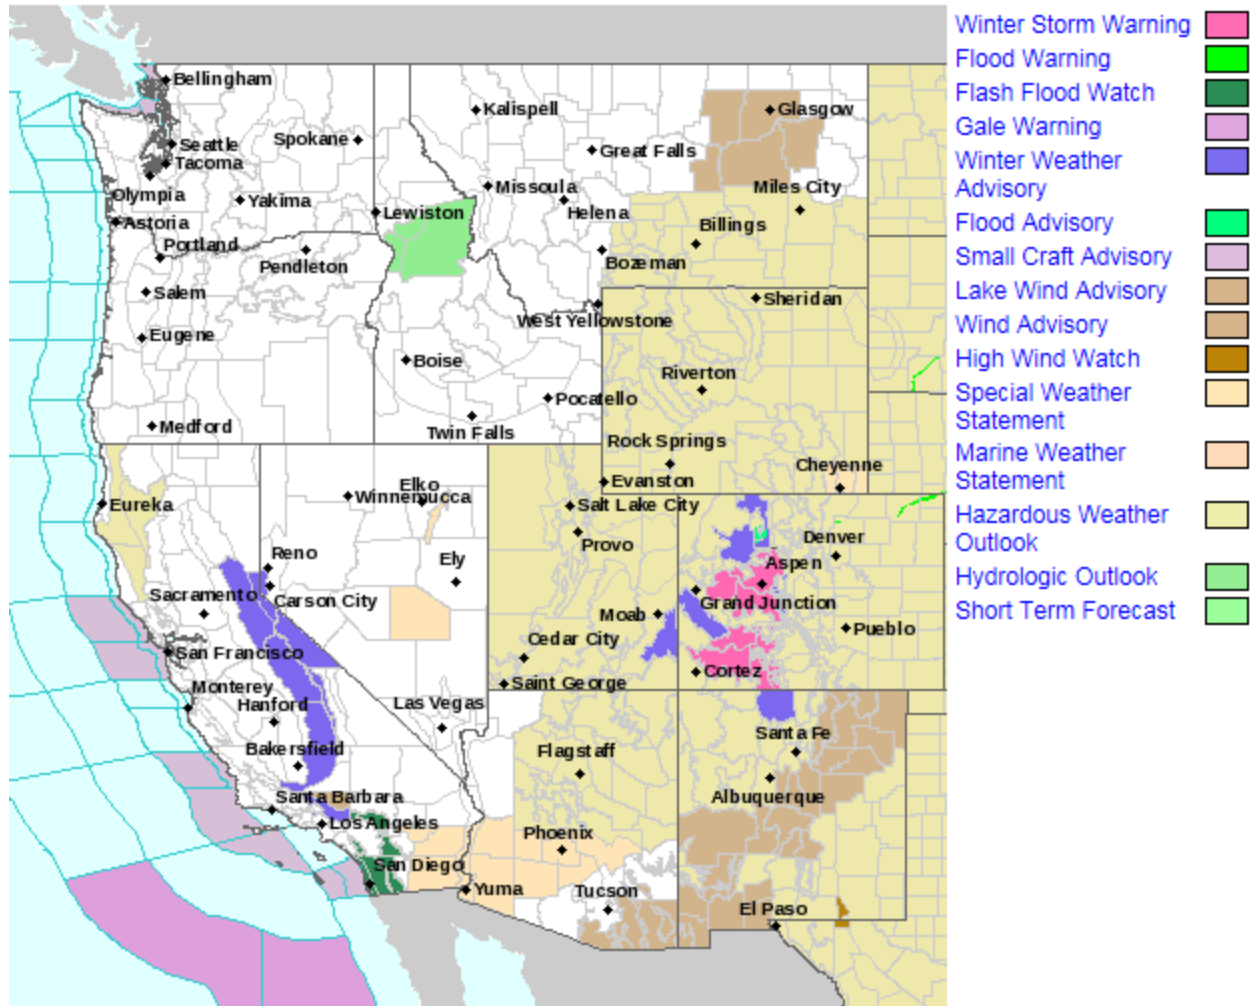 Winter Storm Warning
Flood Warning
Flash Flood Watch
Gale Warning
Winter Weather
Advisory
Flood Advisory
Small Craft Advisory
Lake Wind Advisory
Wind Advisory
High Wind Watch
Special Weather
Statement
Marine Weather
Statement
Hazardous Weather
Outlook
Hydrologic Outlook
Short Term Forecast
Bellingham
Kalispell
Glasgow
Seattle
Spokane
Great Falls
Tacoma
Olympia
Yakima
Missoula
Miles City
Lewiston
Helena
Astoria
Portland
Billings
Pendleton
Bozeman
Salem
Sheridan
West Yellowstone
Eugene
Boise
Riverton
Pocatello
Medford
Twin Falls
Rock Springs
Cheyenne
Elko
Evanston
Winnemucca
Eureka
Salt Lake City
Denver
Provo
Reno
Ely
Aspen
Sacramento
Carson City
Grand Junction
Moab
Pueblo
Cedar City
San Francisco
Cortez
Monterey
Saint George
Hanford
Las Vegas
Santa Fe
Bakersfield
Flagstaff
Santa Barbara
Albuquerque
Los Angeles
Phoenix
San Diego
Yuma
Tucson
El Paso